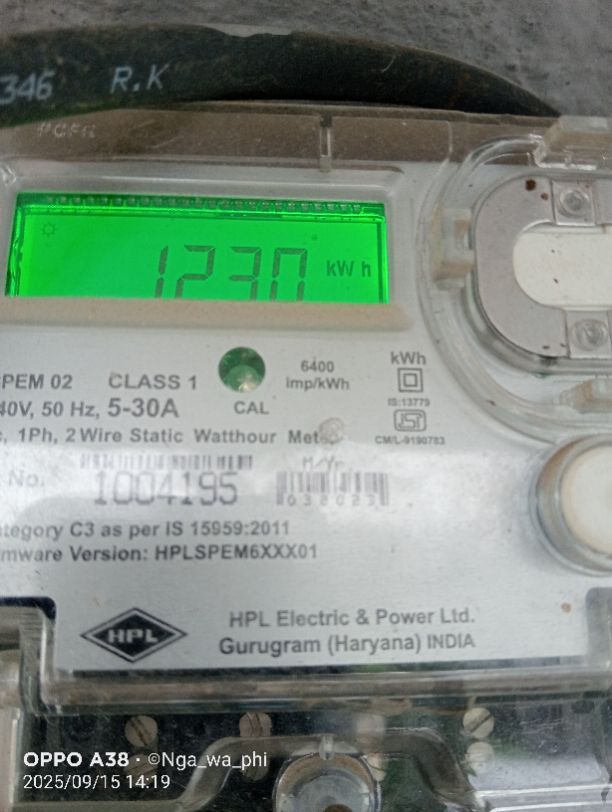 346 R.K
1230 kWh
6400
imp/kWh
kWh
PEM 02 CLASS 1
40V, 50 Hz, 5-30A
CAL
IS:13779
CM/L-9190783
, 1Ph, 2 Wire Static Watthour
No.
1004195
M/Yr
ategory C3 as per IS 15959:2011
mware Version: HPLSPEM6XXX01
HPL
HPL Electric & Power Ltd.
Gurugram (Haryana) INDIA
OPPO A38 · ©Nga_wa_phi
2025/09/15 14:19